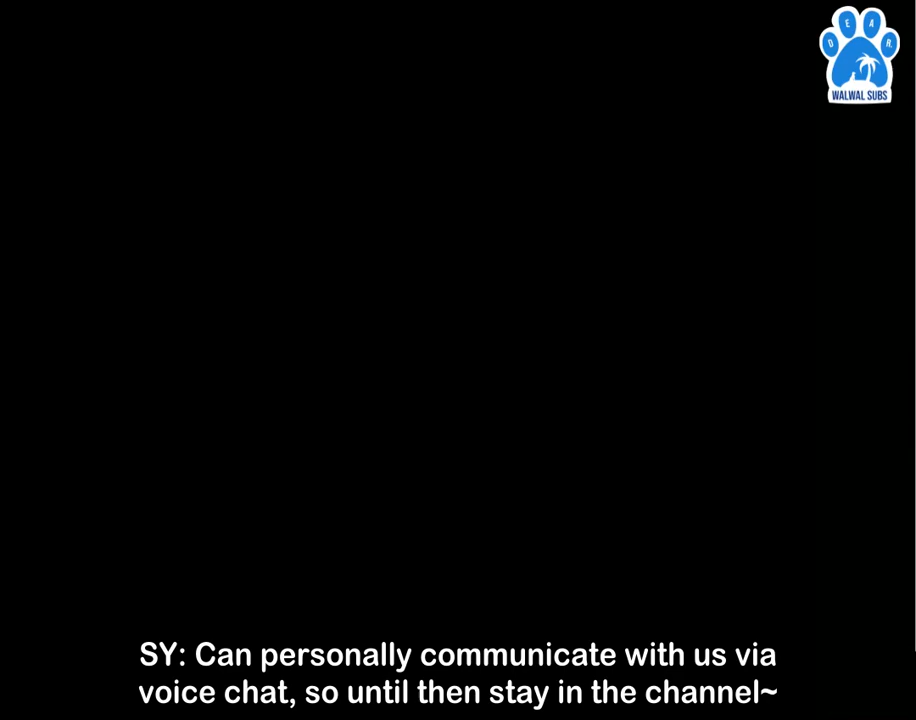 D E A R.
WALWAL SUBS
SY: Can personally communicate with us via
voice chat, so until then stay in the channel~